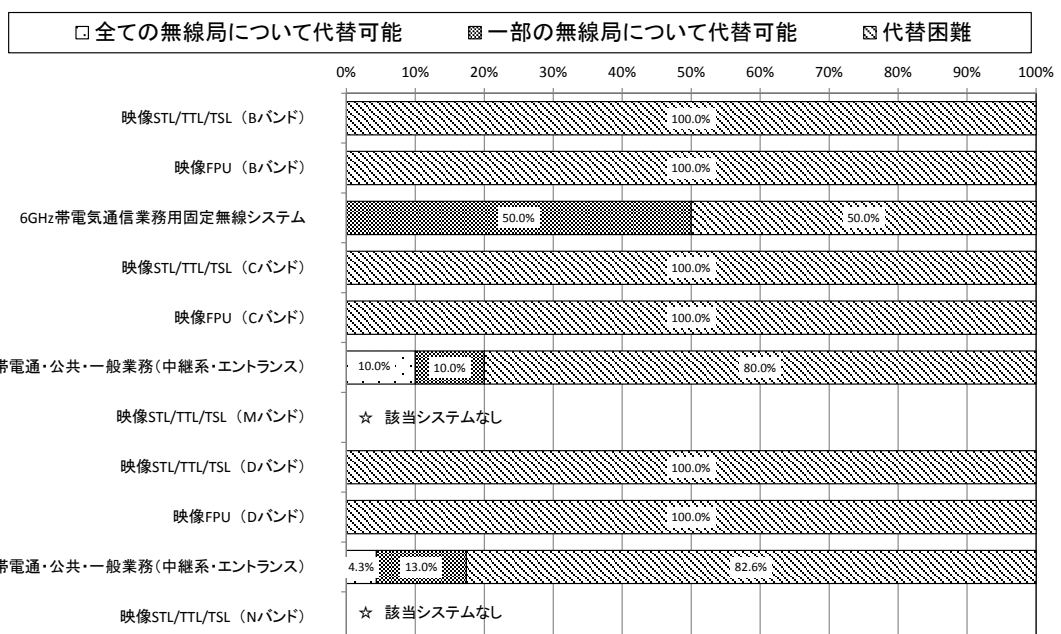 全ての無線局について代替可能 一部の無線局について代替可能 代替困難
0% 10% 20% 30% 40% 50% 60% 70% 80% 90% 100%
映像STL/TTL/TSL（Bバンド） 100.0%
映像FPU（Bバンド） 100.0%
6GHz帯電気通信業務用固定無線システム 50.0% 50.0%
映像STL/TTL/TSL（Cバンド） 100.0%
映像FPU（Cバンド） 100.0%
帯電通・公共・一般業務（中継系・エントランス） 10.0% 10.0% 80.0%
映像STL/TTL/TSL（Mバンド） ☆ 該当システムなし
映像STL/TTL/TSL（Dバンド） 100.0%
映像FPU（Dバンド） 100.0%
帯電通・公共・一般業務（中継系・エントランス） 4.3% 13.0% 82.6%
映像STL/TTL/TSL（Nバンド） ☆ 該当システムなし